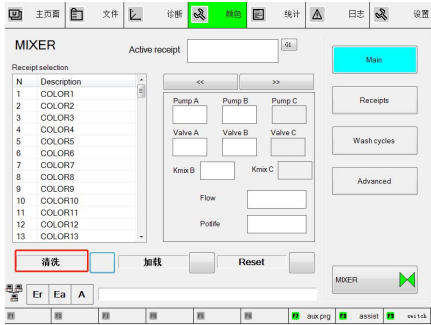 主页面 文件 诊断 颜色 统计 日志 设置
MIXER
Active receipt
Receipt selection
N Description
1 COLOR1
2 COLOR2
3 COLOR3
4 COLOR4
5 COLOR5
6 COLOR6
7 COLOR7
8 COLOR8
9 COLOR9
10 COLOR10
11 COLOR11
12 COLOR12
13 COLOR13
<< >>
Pump A Pump B Pump C
Valve A Valve B Valve C
Kmix B Kmix C
Flow
Potlife
Main
Receipts
Wash cycles
Advanced
清洗 加载 Reset
MIXER
Er Ea A
F1 aux prg assist switch